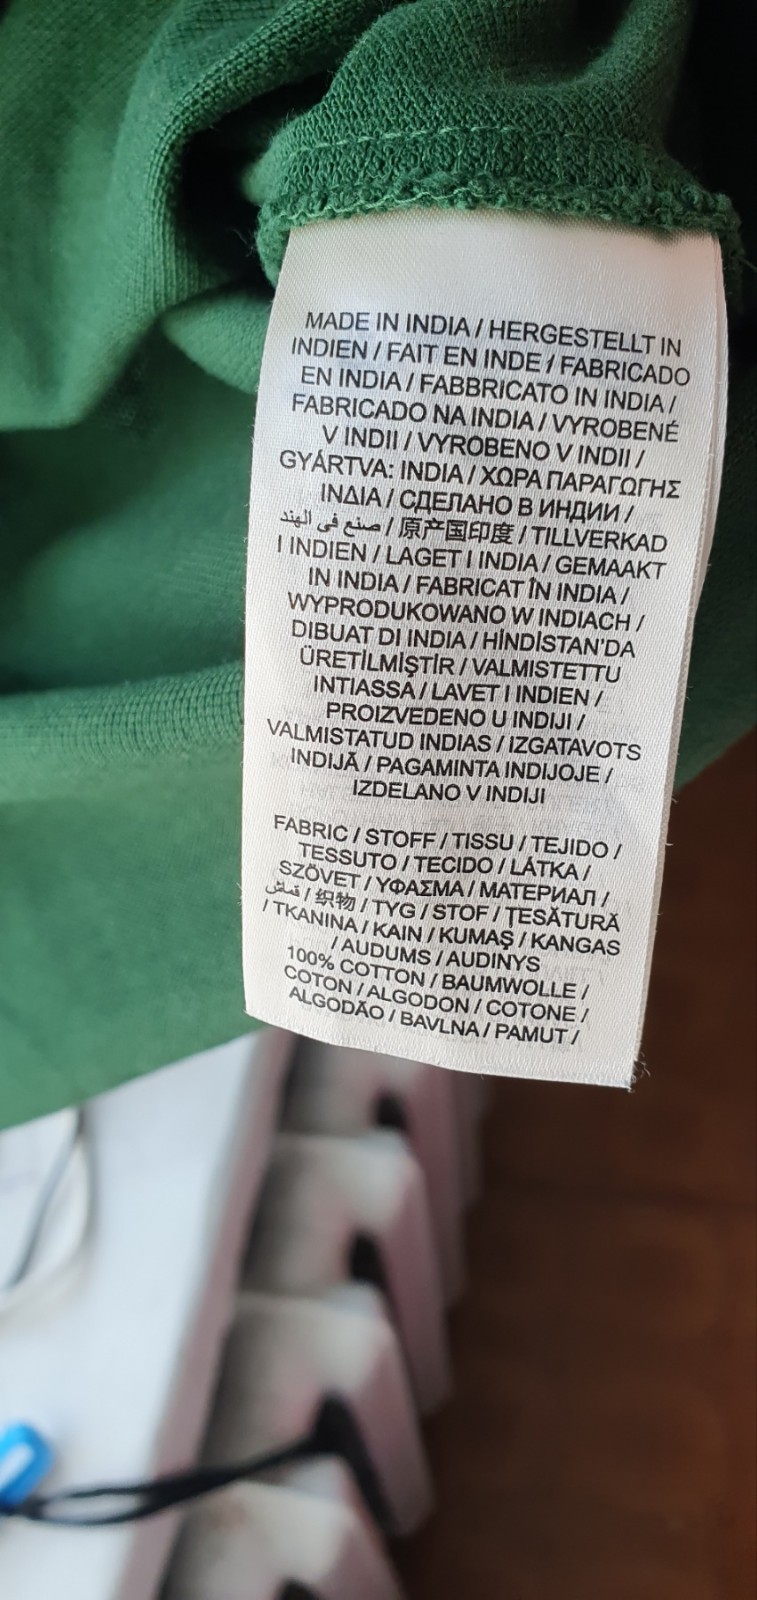 MADE IN INDIA / HERGESTELLT IN
INDIEN / FAIT EN INDE / FABRICADO
EN INDIA / FABBRICATO IN INDIA /
FABRICADO NA INDIA / VYROBENÉ
V INDII / VYROBENO V INDII /
GYÁRTVA: INDIA / ΧΩΡΑ ΠΑΡΑΓΩΓΗΣ
ΙΝΔΙΑ / СДЕЛАНО В ИНДИИ /
صنع في الهند / 原产国印度 / TILLVERKAD
I INDIEN / LAGET I INDIA / GEMAAKT
IN INDIA / FABRICAT ÎN INDIA /
WYPRODUKOWANO W INDIACH /
DIBUAT DI INDIA / HİNDİSTAN'DA
ÜRETİLMİŞTİR / VALMISTETTU
INTIASSA / LAVET I INDIEN /
PROIZVEDENO U INDIJI /
VALMISTATUD INDIAS / IZGATAVOTS
INDIJĀ / PAGAMINTA INDIJOJE /
IZDELANO V INDIJI
FABRIC / STOFF / TISSU / TEJIDO /
TESSUTO / TECIDO / LÁTKA /
SZÖVET / ΥΦΑΣΜΑ / МАТЕРИАЛ /
قماش / 织物 / TYG / STOF / ŢESĂTURĂ
/ TKANINA / KAIN / KUMAŞ / KANGAS
/ AUDUMS / AUDINYS
100% COTTON / BAUMWOLLE /
COTON / ALGODON / COTONE /
ALGODÃO / BAVLNA / PAMUT /